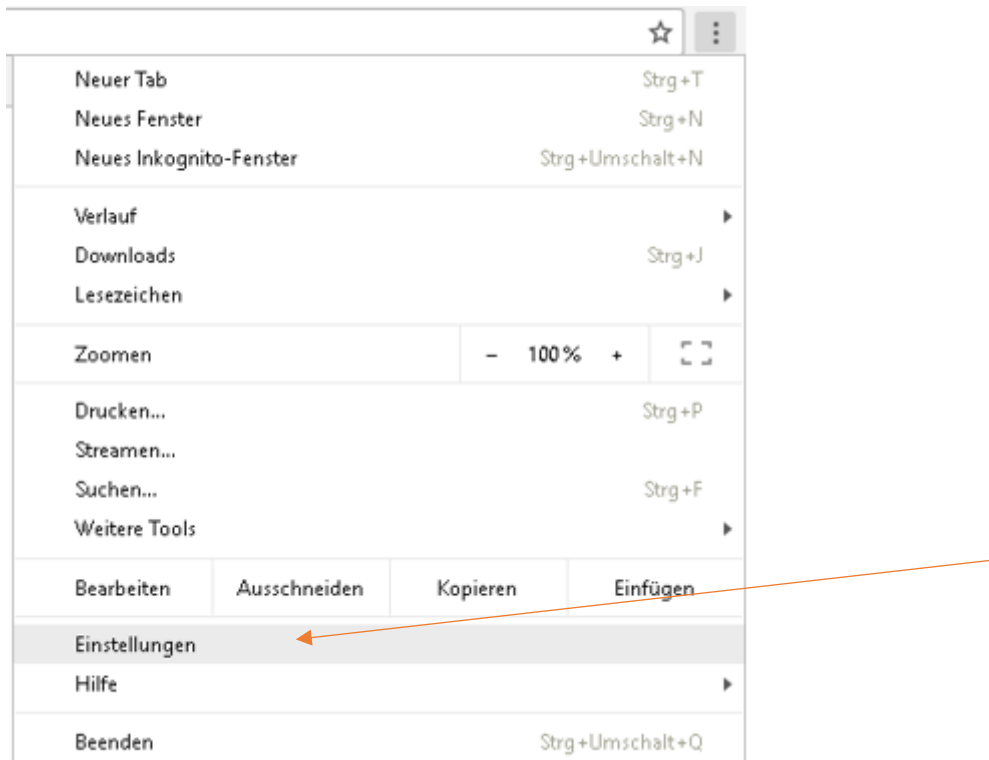 Neuer Tab Strg+T
Neues Fenster Strg+N
Neues Inkognito-Fenster Strg+Umschalt+N
Verlauf
Downloads Strg+J
Lesezeichen
Zoomen - 100% +
Drucken... Strg+P
Streamen...
Suchen... Strg+F
Weitere Tools
Bearbeiten Ausschneiden Kopieren Einfügen
Einstellungen
Hilfe
Beenden Strg+Umschalt+Q